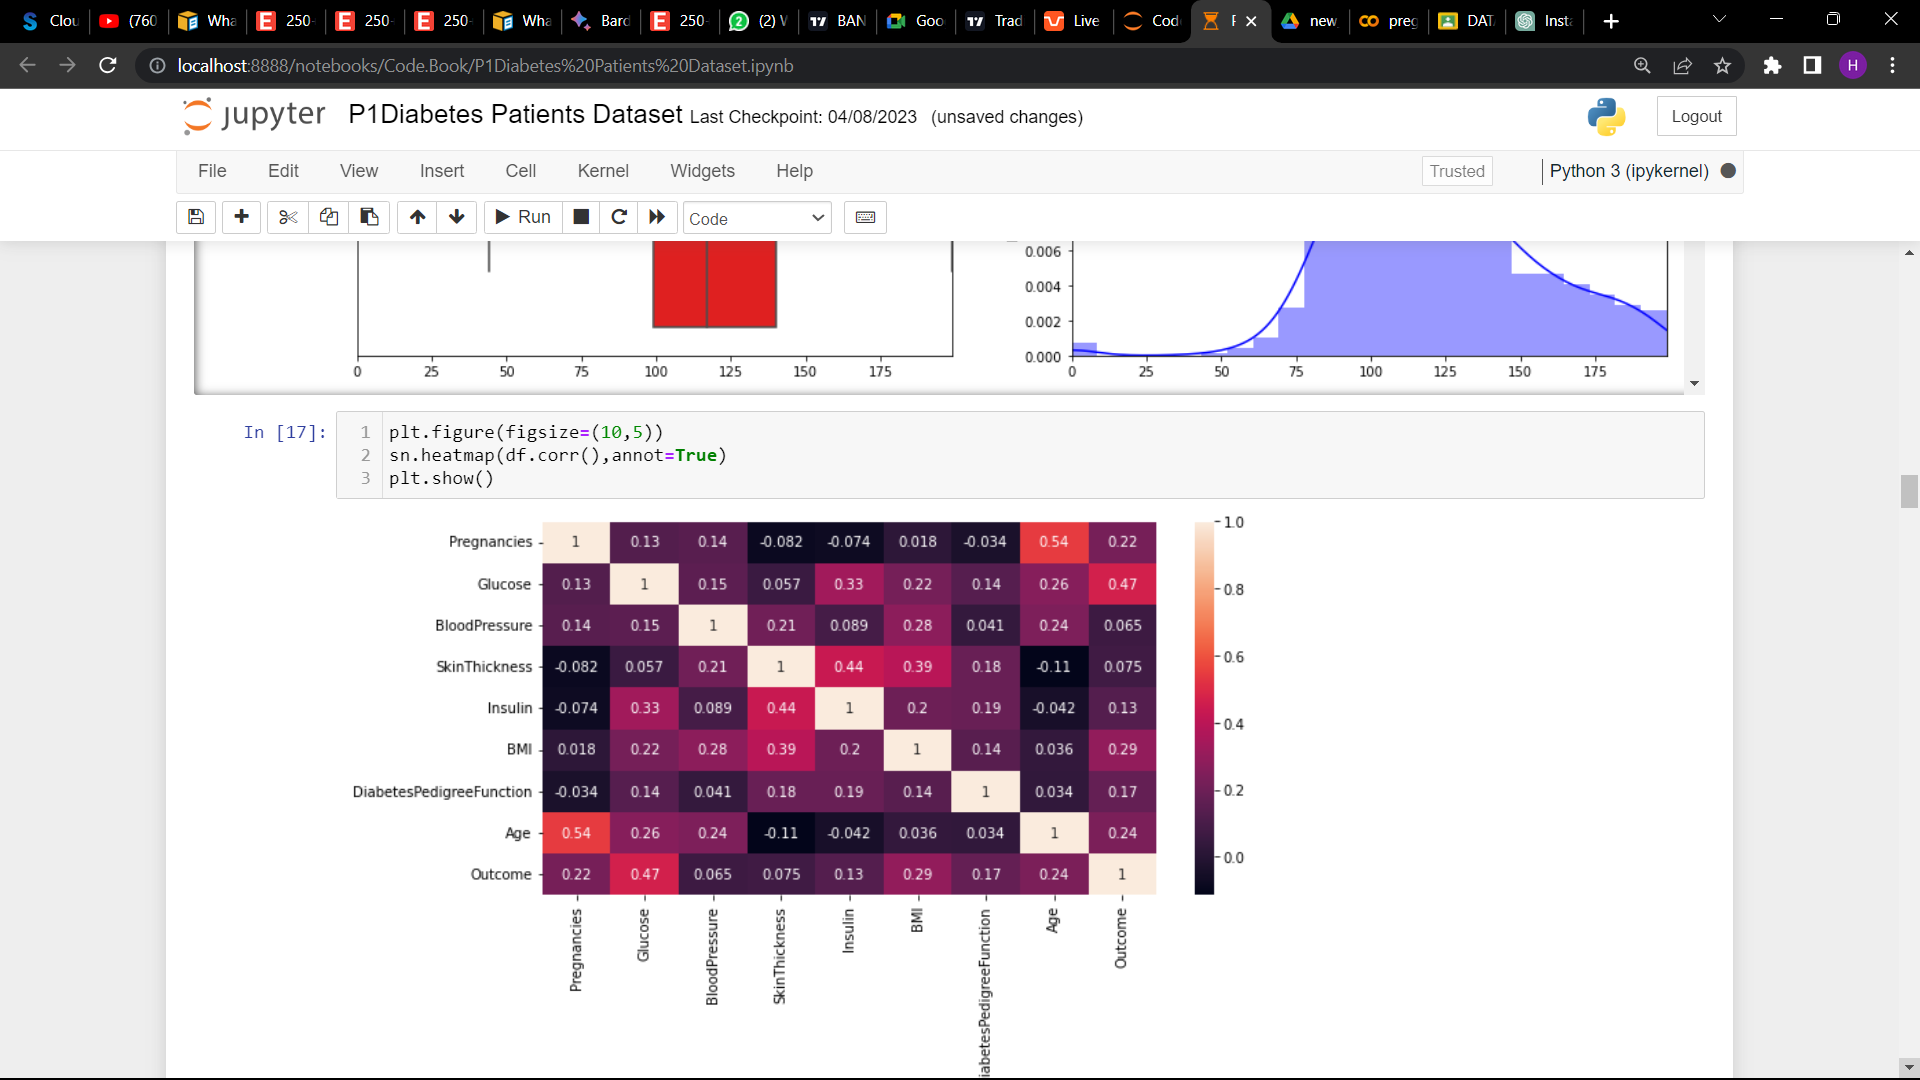 Clou (760 Wha 250- 250- 250- Wha Bard 250- (2) W BAN Goo Trad Live Cod new preg DAT Insta
localhost:8888/notebooks/Code.Book/P1Diabetes%20Patients%20Dataset.ipynb
H
jupyter P1Diabetes Patients Dataset Last Checkpoint: 04/08/2023 (unsaved changes)
Logout
File Edit View Insert Cell Kernel Widgets Help
Trusted
Python 3 (ipykernel)
Run
Code
0.006
0.004
0.002
0.000
0 25 50 75 100 125 150 175
0 25 50 75 100 125 150 175
In [17]:
1 plt.figure(figsize=(10,5))
2 sn.heatmap(df.corr(),annot=True)
3 plt.show()
Pregnancies 1 0.13 0.14 -0.082 -0.074 0.018 -0.034 0.54 0.22
Glucose 0.13 1 0.15 0.057 0.33 0.22 0.14 0.26 0.47
BloodPressure 0.14 0.15 1 0.21 0.089 0.28 0.041 0.24 0.065
SkinThickness -0.082 0.057 0.21 1 0.44 0.39 0.18 -0.11 0.075
Insulin -0.074 0.33 0.089 0.44 1 0.2 0.19 -0.042 0.13
BMI 0.018 0.22 0.28 0.39 0.2 1 0.14 0.036 0.29
DiabetesPedigreeFunction -0.034 0.14 0.041 0.18 0.19 0.14 1 0.034 0.17
Age 0.54 0.26 0.24 -0.11 -0.042 0.036 0.034 1 0.24
Outcome 0.22 0.47 0.065 0.075 0.13 0.29 0.17 0.24 1
1.0
0.8
0.6
0.4
0.2
0.0
Pregnancies
Glucose
BloodPressure
SkinThickness
Insulin
BMI
iabetesPedigreeFunction
Age
Outcome